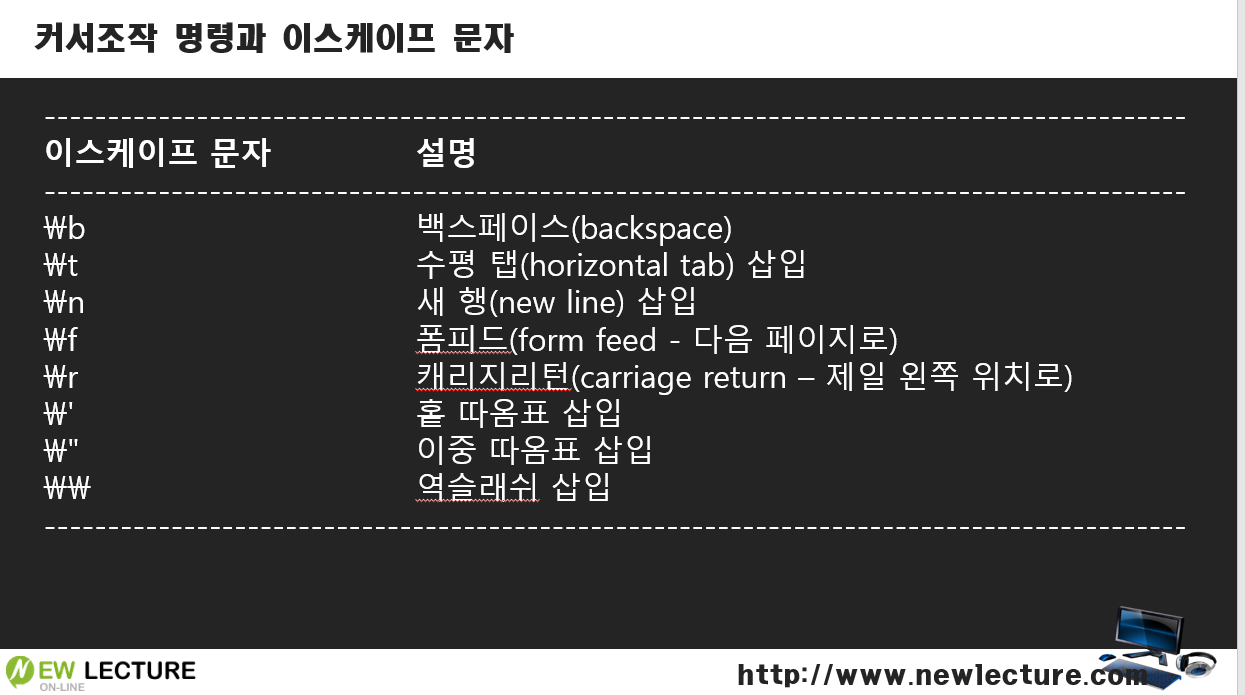 커서조작 명령과 이스케이프 문자
------------------------------------------------------------------------------------------
이스케이프 문자 설명
------------------------------------------------------------------------------------------
₩b 백스페이스(backspace)
₩t 수평 탭(horizontal tab) 삽입
₩n 새 행(new line) 삽입
₩f 폼피드(form feed - 다음 페이지로)
₩r 캐리지리턴(carriage return – 제일 왼쪽 위치로)
₩' 홑 따옴표 삽입
₩" 이중 따옴표 삽입
₩₩ 역슬래쉬 삽입
------------------------------------------------------------------------------------------
NEW LECTURE
ON-LINE
http://www.newlecture.com